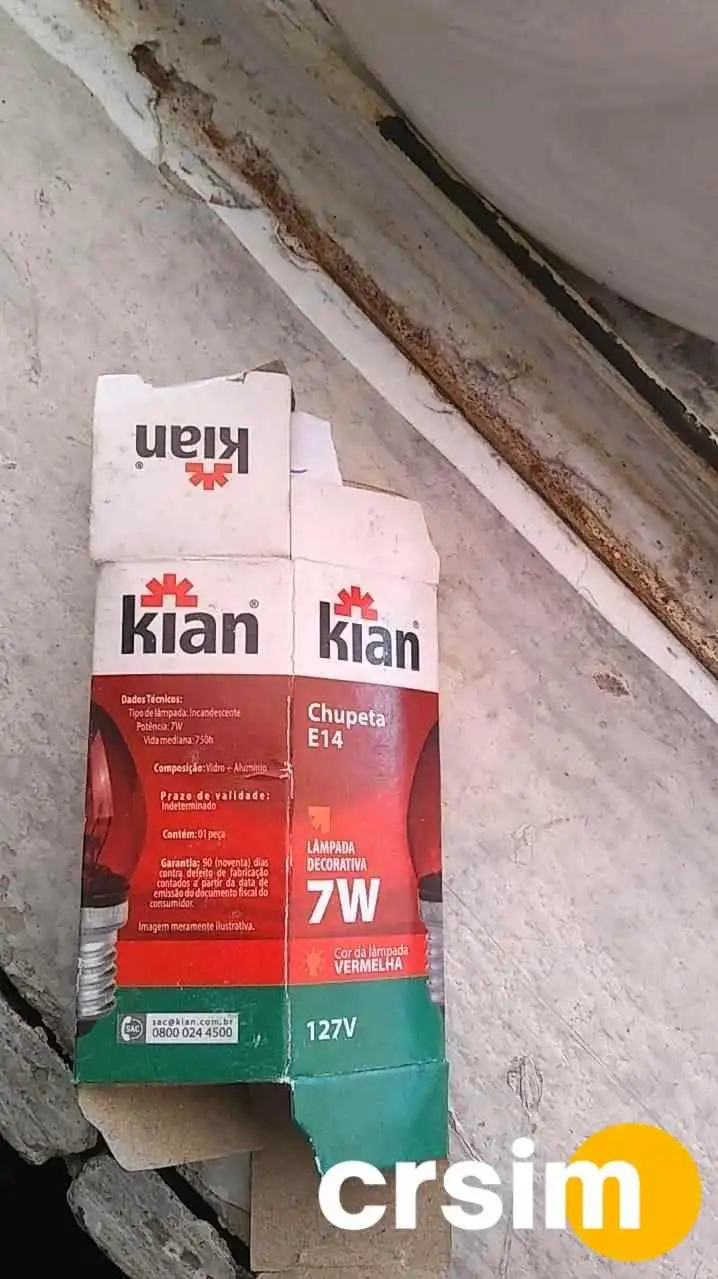 kian®
kian®
Dados Técnicos:
Tipo de lâmpada: Incandescente
Potência: 7W
Vida mediana: 750h
Composição: Vidro + Alumínio
Prazo de validade:
Indeterminado
Contém: 01 peça
Garantia: 90 (noventa) dias
contra defeito de fabricação
contados a partir da data de
emissão do documento fiscal do
consumidor.
Imagem meramente ilustrativa.
SAC
sac@kian.com.br
0800 024 4500
kian®
Chupeta
E14
LÂMPADA
DECORATIVA
7W
Cor da lâmpada
VERMELHA
127V
crsim